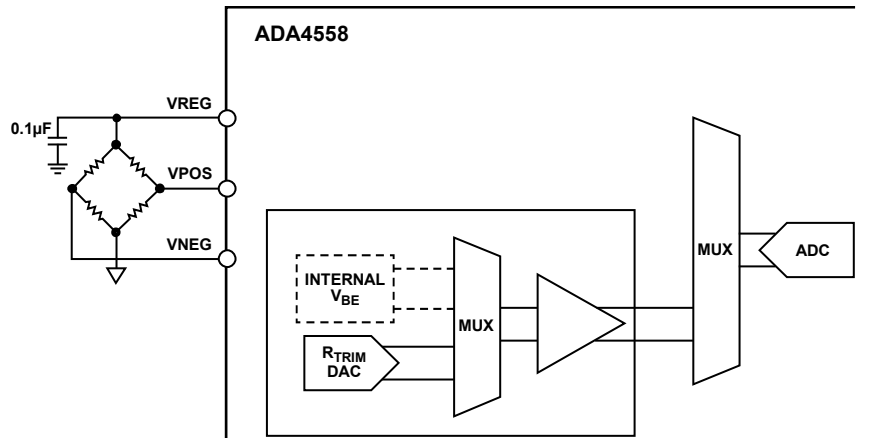 ADA4558
VREG
0.1µF
VPOS
VNEG
INTERNAL
VBE
MUX
RTRIM
DAC
MUX
ADC